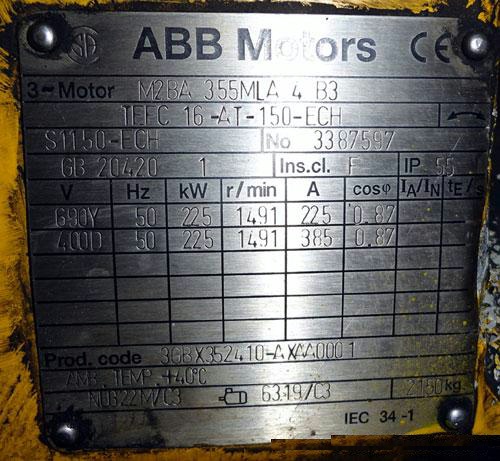 ABB Motors CE
3~Motor M2BA 355MLA 4 B3
TEFC 16-AT-150-ECH
S1150-ECH No 3387597
GB 20420 1 Ins.cl. F IP 55
V Hz kW r/min A cosφ IA/IN tE/s
690Y 50 225 1491 225 0.87
400D 50 225 1491 385 0.87
Prod. code 3GBX352410-AXAA0001
AMB. TEMP. +40°C
NU322M/C3 6319/C3 2150 kg
IEC 34-1